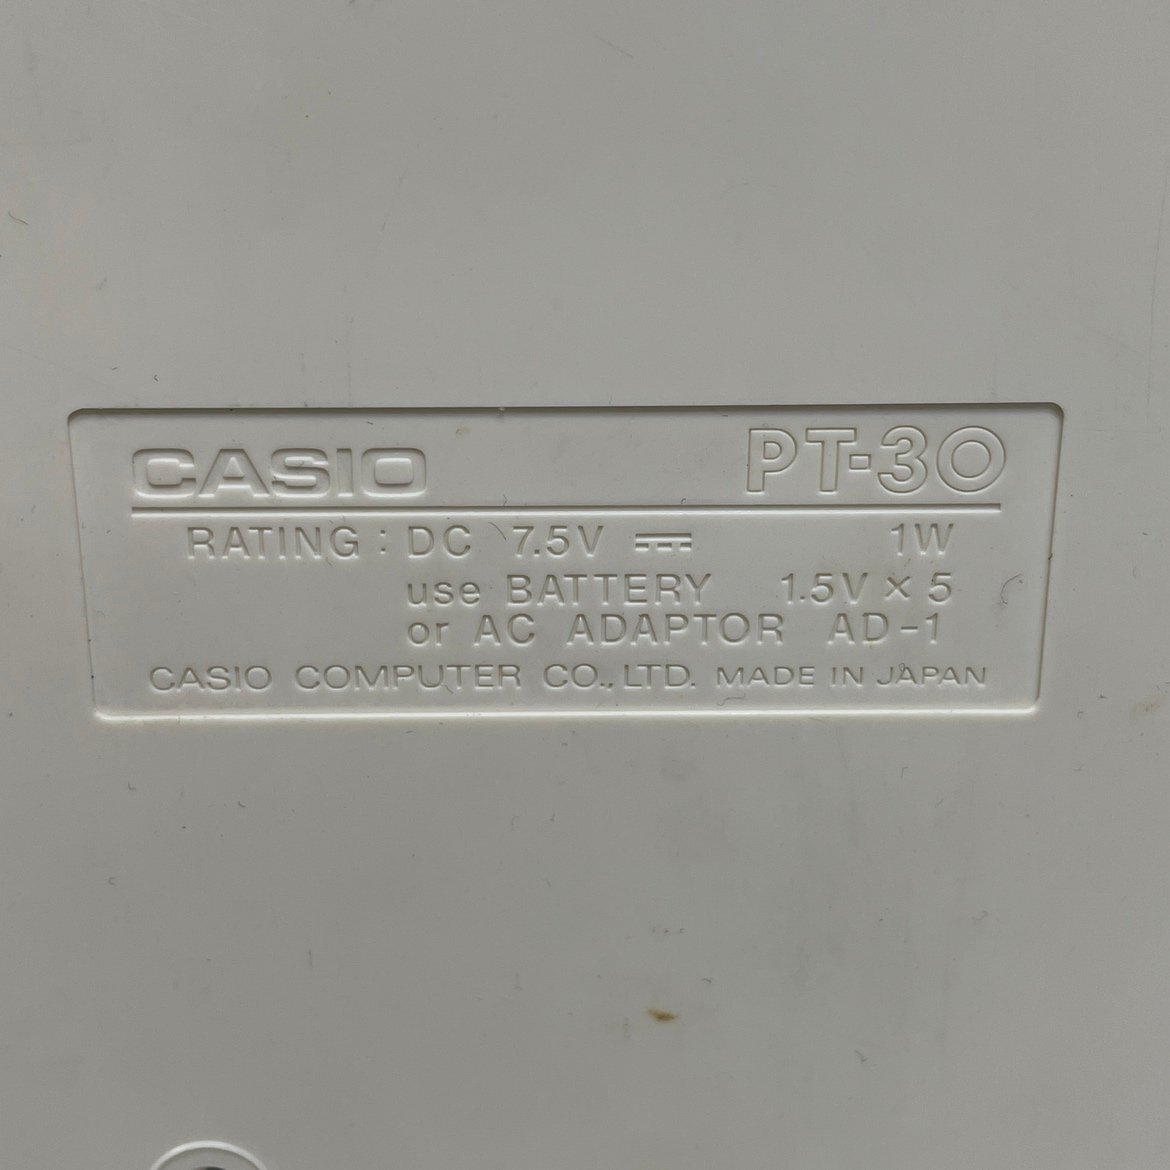 CASIO PT-30
RATING : DC 7.5V ⎓ 1W
use BATTERY 1.5V × 5
or AC ADAPTOR AD-1
CASIO COMPUTER CO., LTD. MADE IN JAPAN